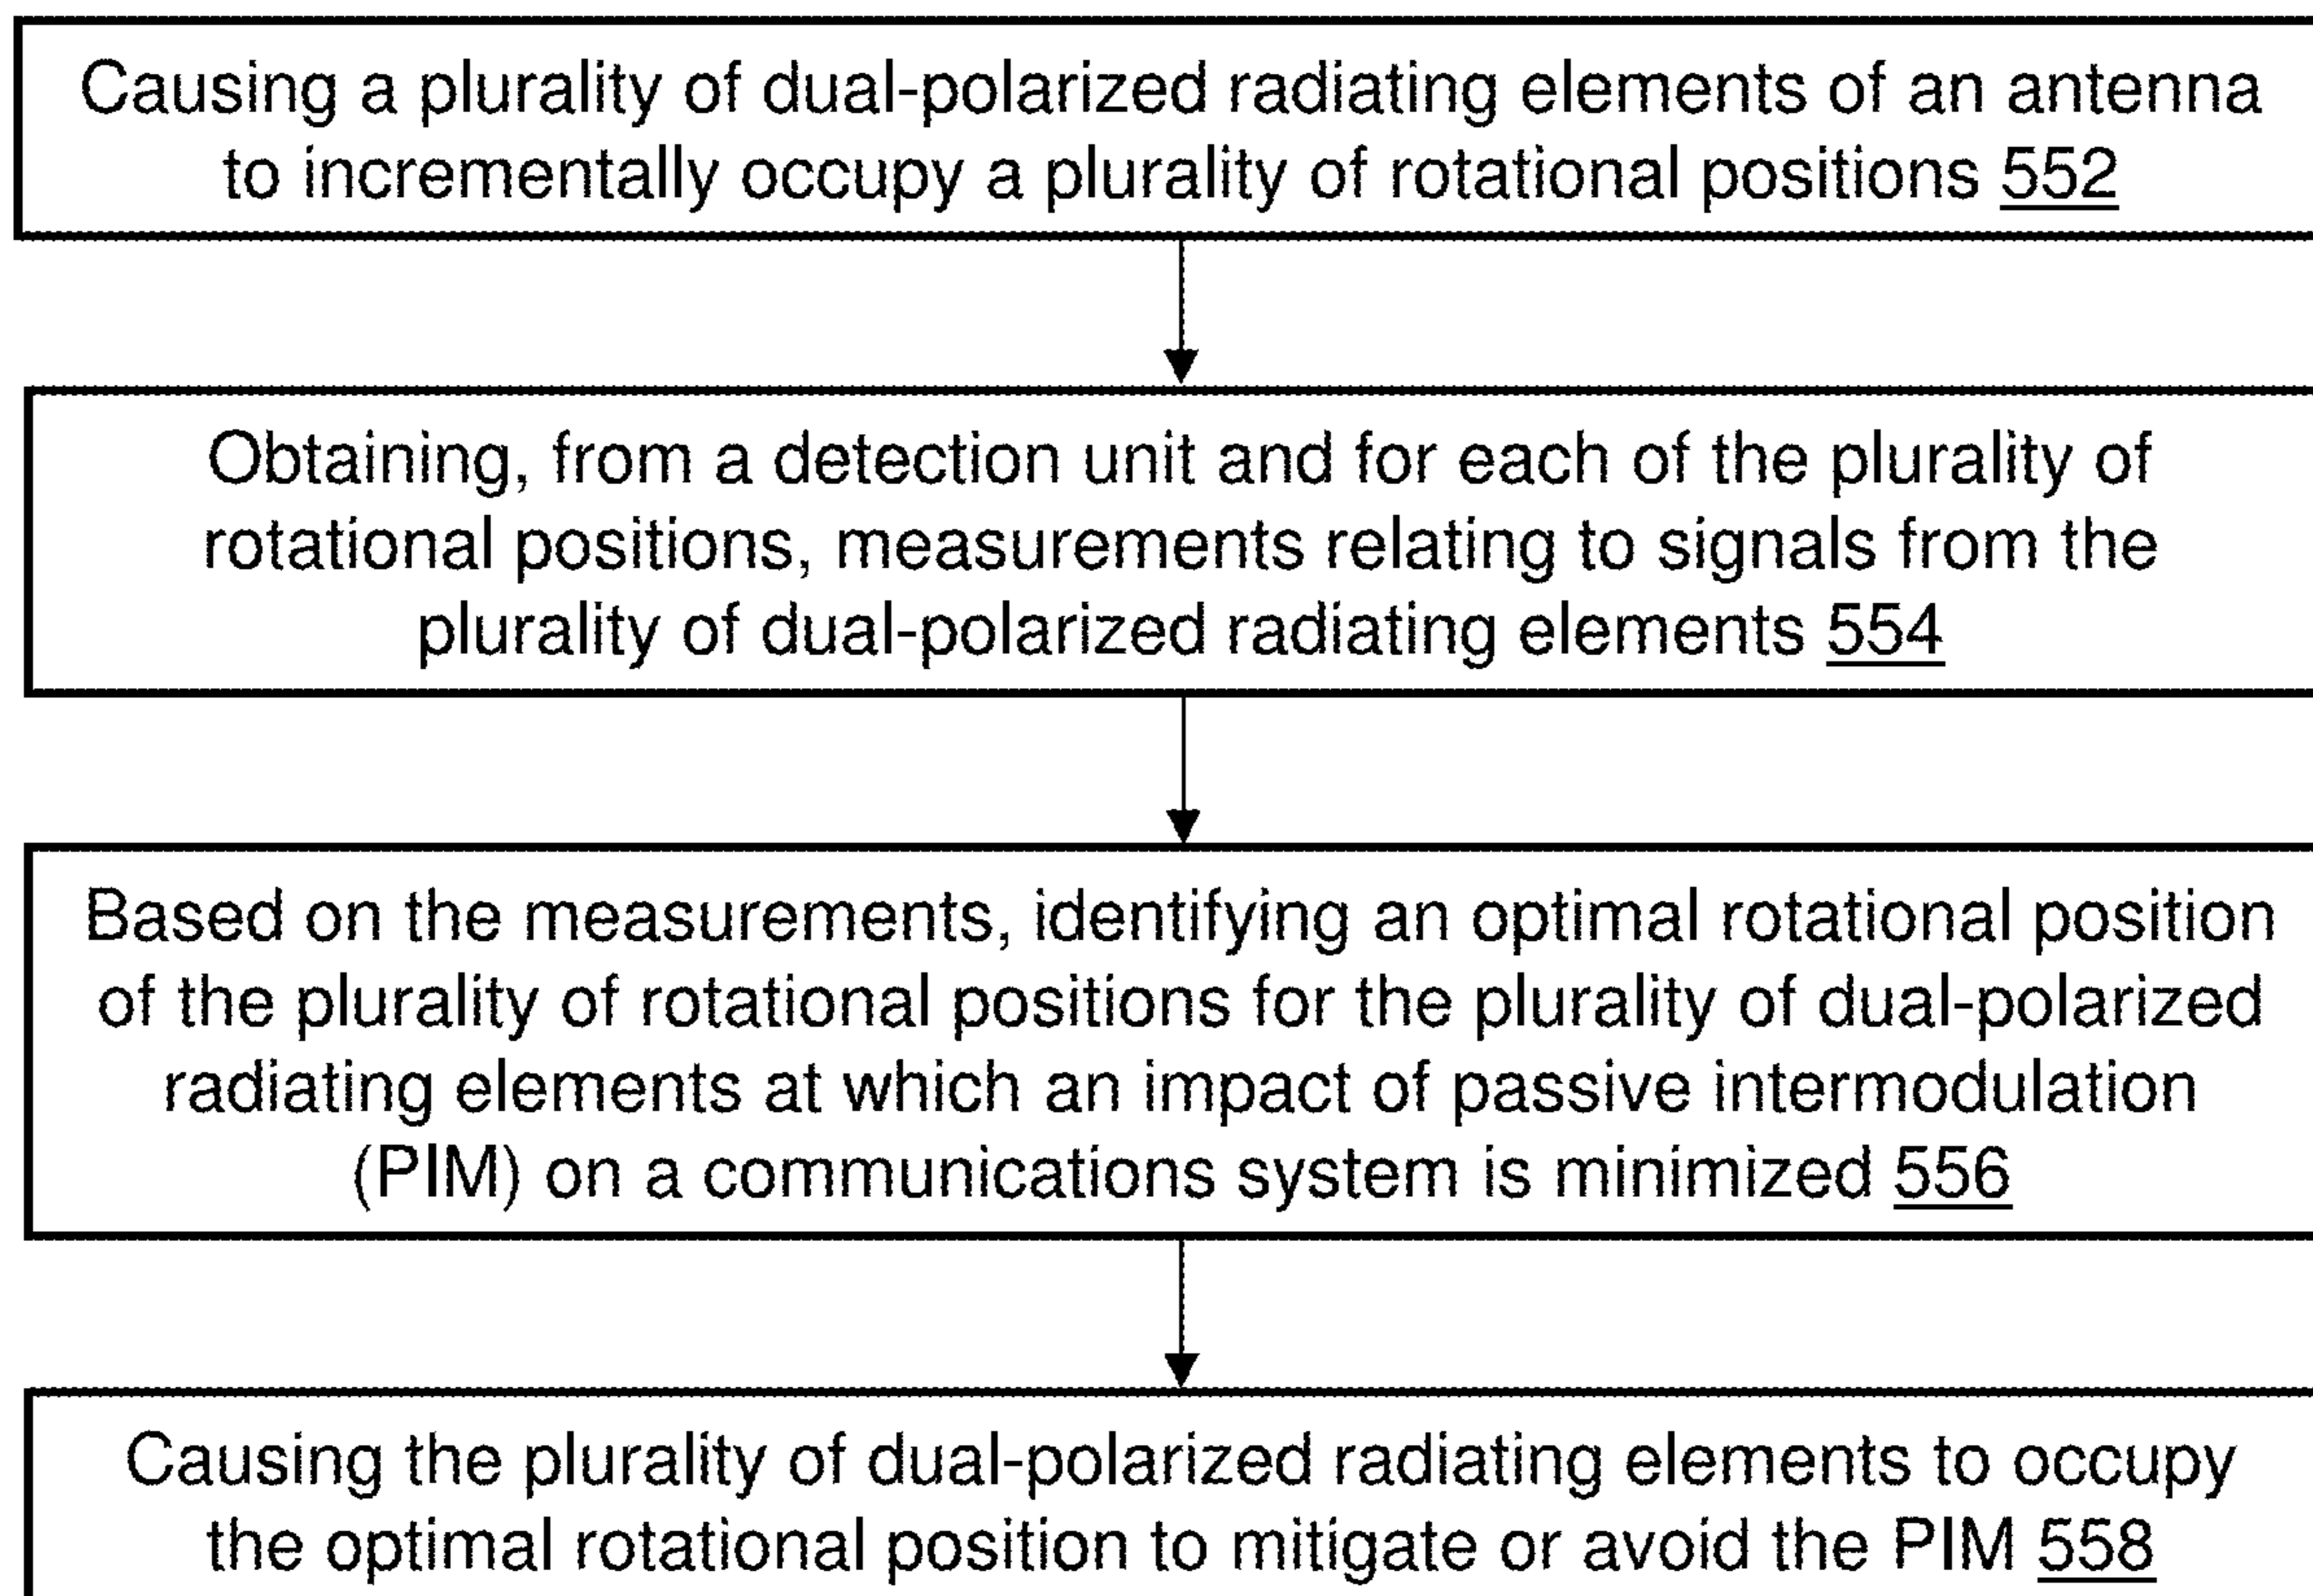 Causing a plurality of dual-polarized radiating elements of an antenna
to incrementally occupy a plurality of rotational positions 552
Obtaining, from a detection unit and for each of the plurality of
rotational positions, measurements relating to signals from the
plurality of dual-polarized radiating elements 554
Based on the measurements, identifying an optimal rotational position
of the plurality of rotational positions for the plurality of dual-polarized
radiating elements at which an impact of passive intermodulation
(PIM) on a communications system is minimized 556
Causing the plurality of dual-polarized radiating elements to occupy
the optimal rotational position to mitigate or avoid the PIM 558